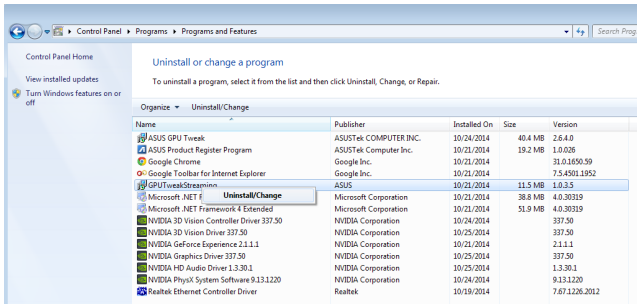 Control Panel ▸ Programs ▸ Programs and Features
Search Prog
Control Panel Home
View installed updates
Turn Windows features on or
off
Uninstall or change a program
To uninstall a program, select it from the list and then click Uninstall, Change, or Repair.
Organize Uninstall/Change
Name Publisher Installed On Size Version
ASUS GPU Tweak ASUSTek COMPUTER INC. 10/24/2014 40.4 MB 2.6.4.0
ASUS Product Register Program ASUSTek Computer Inc. 10/21/2014 19.2 MB 1.0.026
Google Chrome Google Inc. 10/21/2014 31.0.1650.59
Google Toolbar for Internet Explorer Google Inc. 10/21/2014 7.5.4501.1952
GPUTweakStreaming ASUS 10/21/2014 11.5 MB 1.0.3.5
Uninstall/Change
Microsoft .NET F Microsoft Corporation 10/21/2014 38.8 MB 4.0.30319
Microsoft .NET Framework 4 Extended Microsoft Corporation 10/21/2014 51.9 MB 4.0.30319
NVIDIA 3D Vision Controller Driver 337.50 NVIDIA Corporation 10/24/2014 337.50
NVIDIA 3D Vision Driver 337.50 NVIDIA Corporation 10/25/2014 337.50
NVIDIA GeForce Experience 2.1.1.1 NVIDIA Corporation 10/21/2014 2.1.1.1
NVIDIA Graphics Driver 337.50 NVIDIA Corporation 10/25/2014 337.50
NVIDIA HD Audio Driver 1.3.30.1 NVIDIA Corporation 10/25/2014 1.3.30.1
NVIDIA PhysX System Software 9.13.1220 NVIDIA Corporation 10/24/2014 9.13.1220
Realtek Ethernet Controller Driver Realtek 10/19/2014 7.67.1226.2012